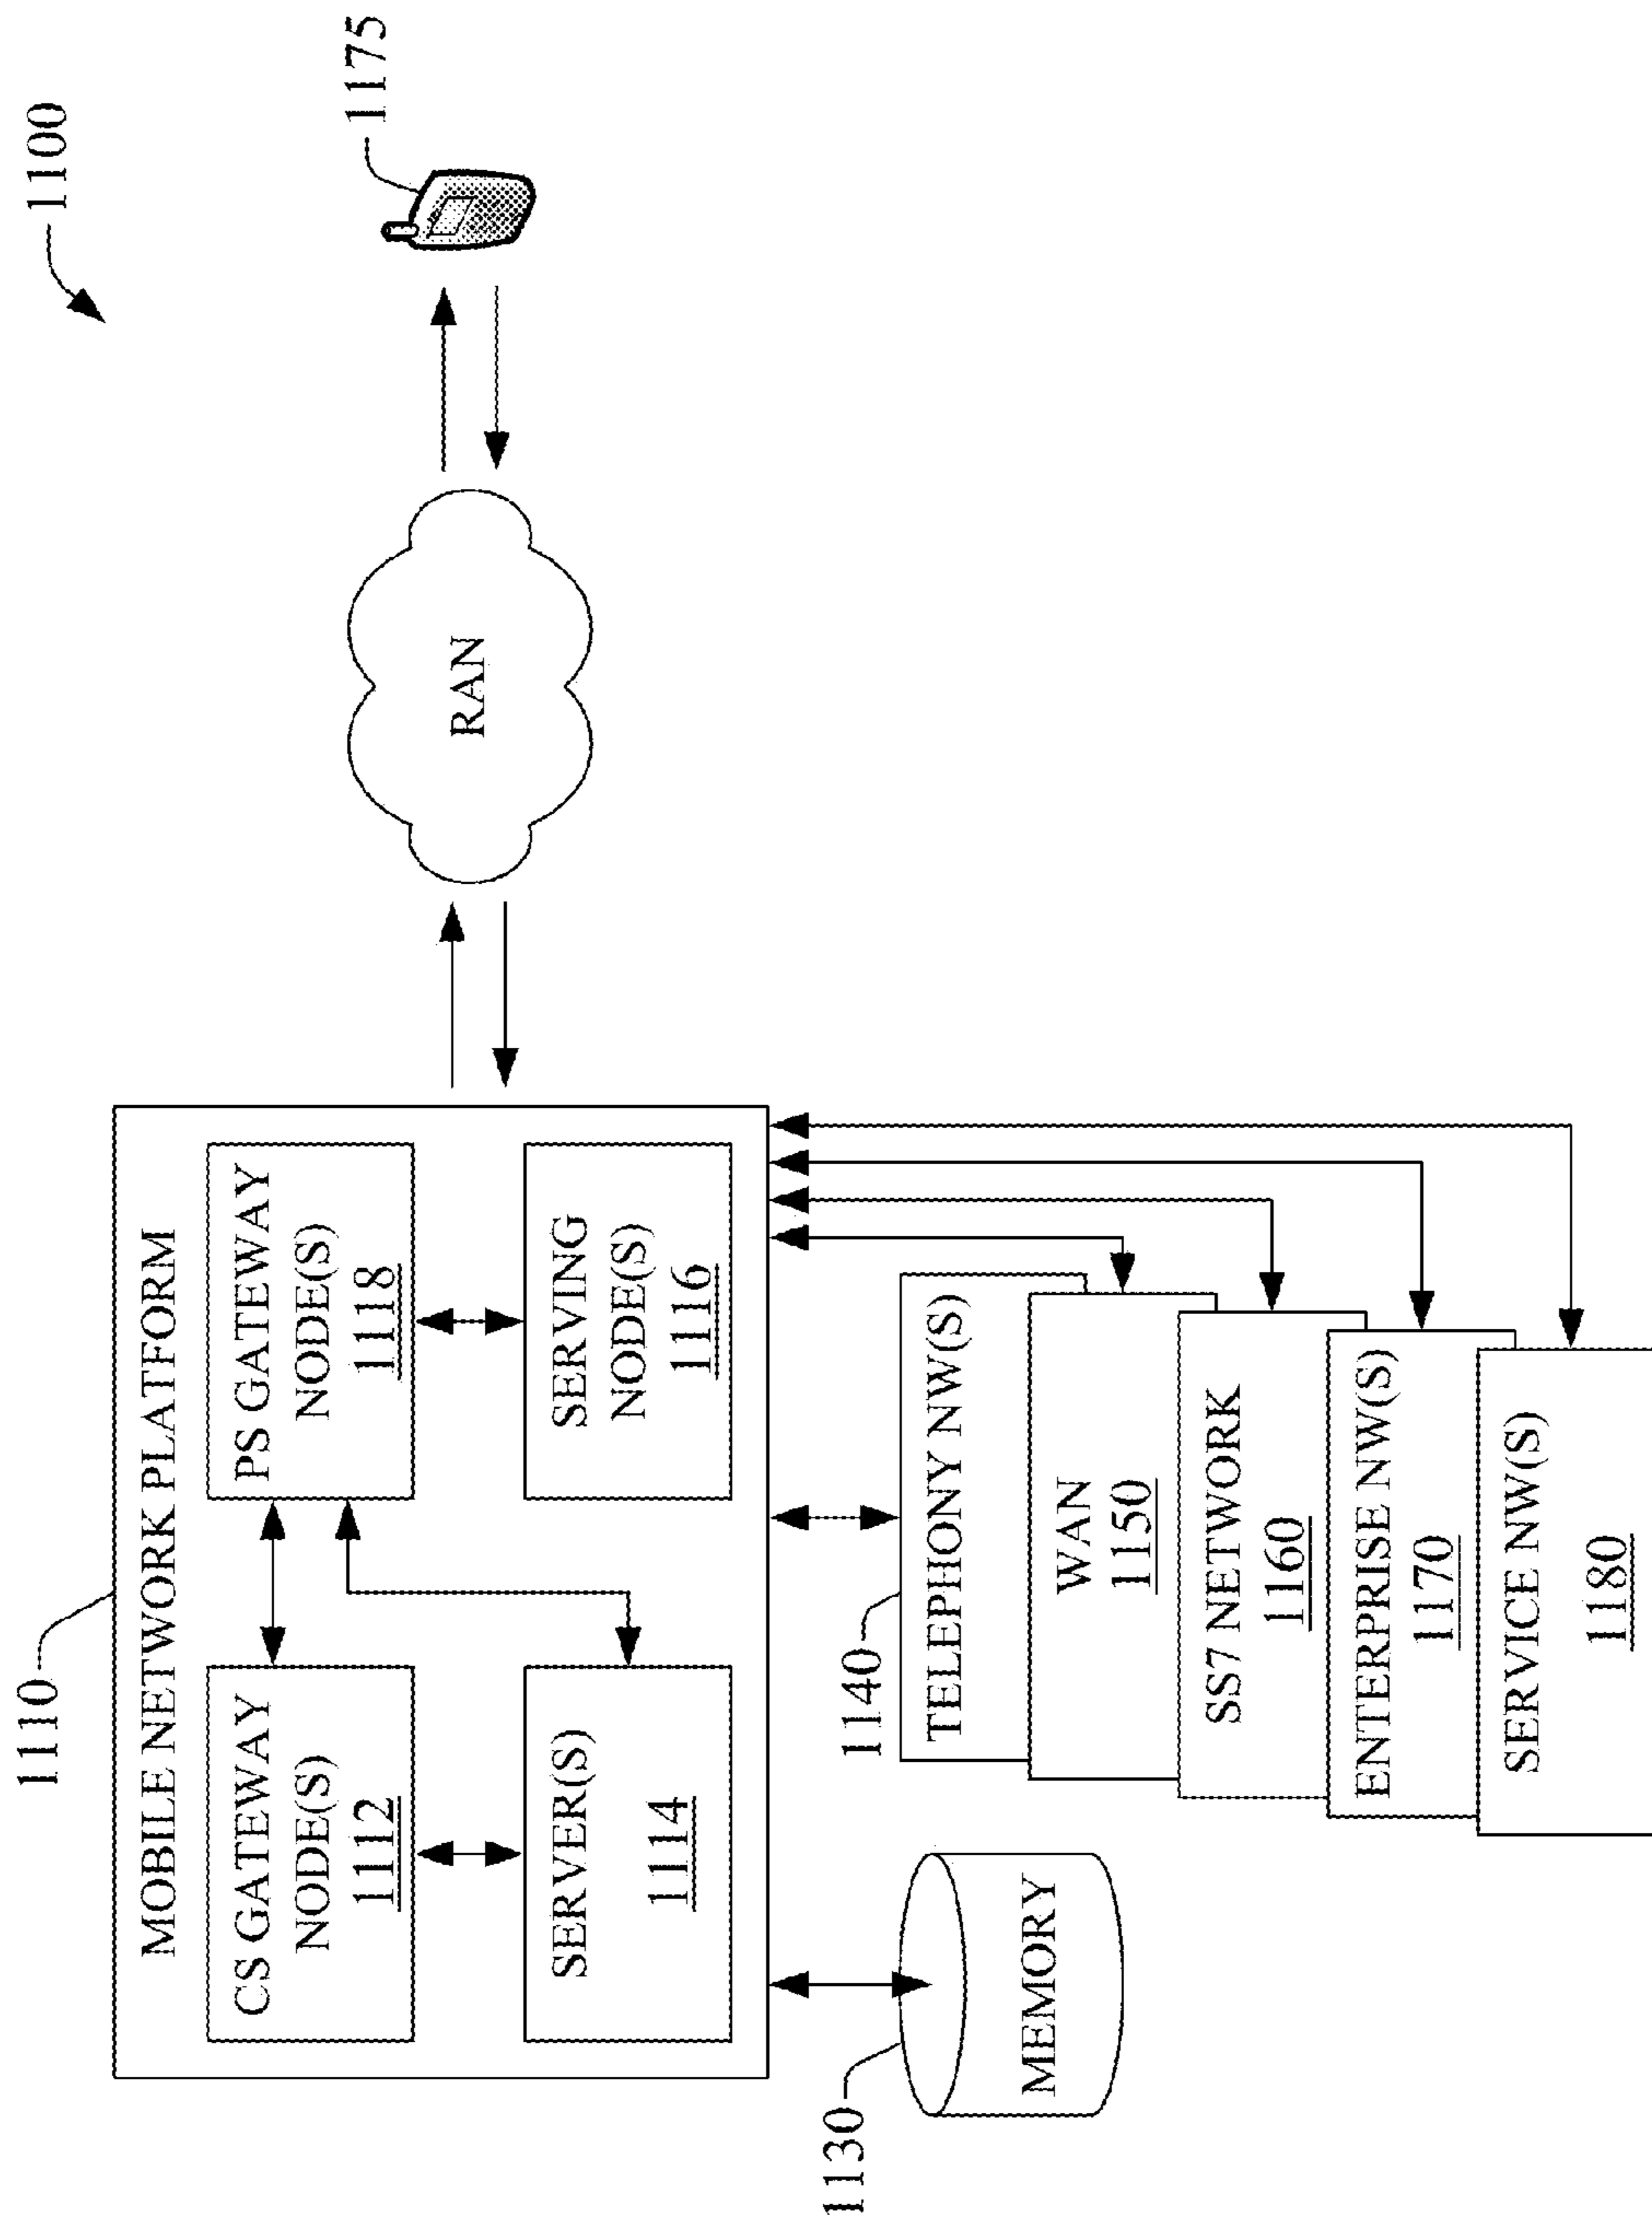 1100
1110
1175
MOBILE NETWORK PLATFORM
CS GATEWAY
NODE(S)
1112
PS GATEWAY
NODE(S)
1118
SERVER(S)
1114
SERVING
NODE(S)
1116
RAN
1130
MEMORY
1140
TELEPHONY NW(S)
WAN
1150
SS7 NETWORK
1160
ENTERPRISE NW(S)
1170
SERVICE NW(S)
1180